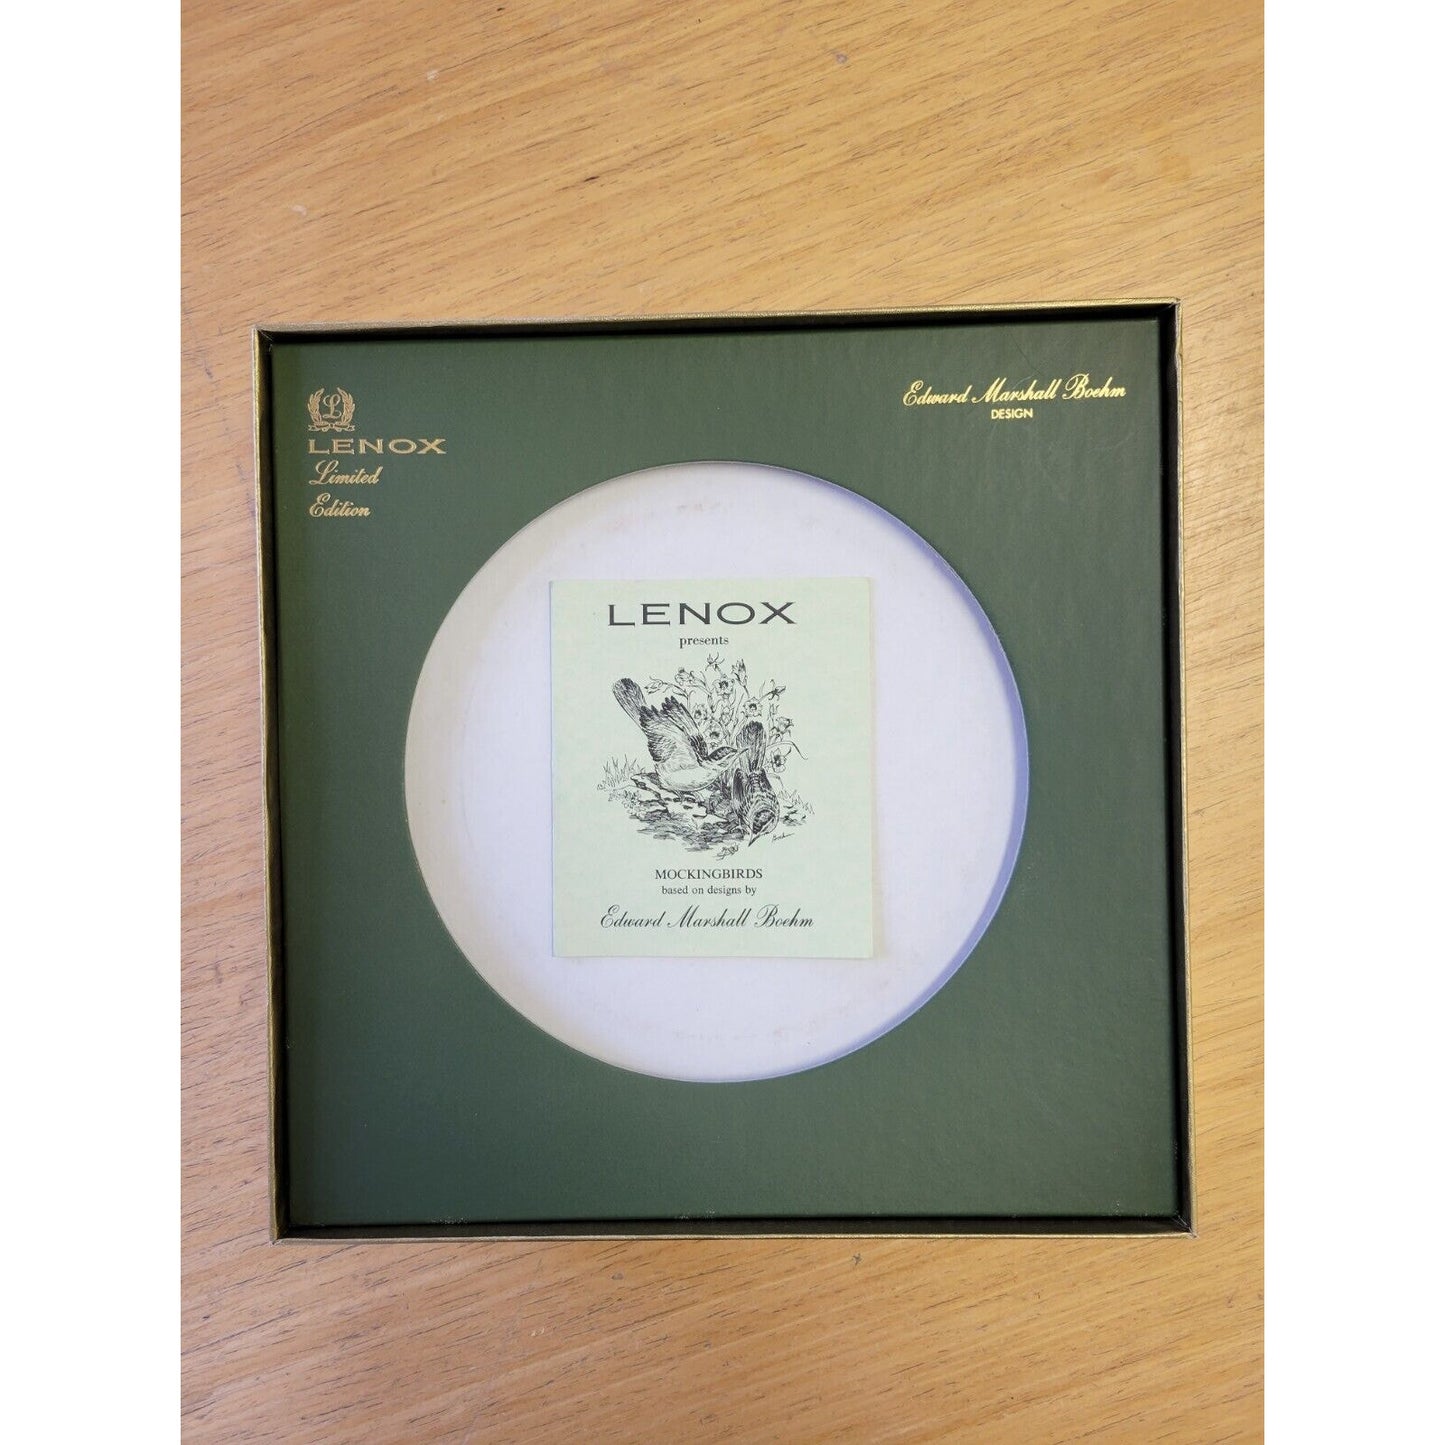 L
LENOX
Limited
Edition
Edward Marshall Boehm
DESIGN
LENOX
presents
MOCKINGBIRDS
based on designs by
Edward Marshall Boehm